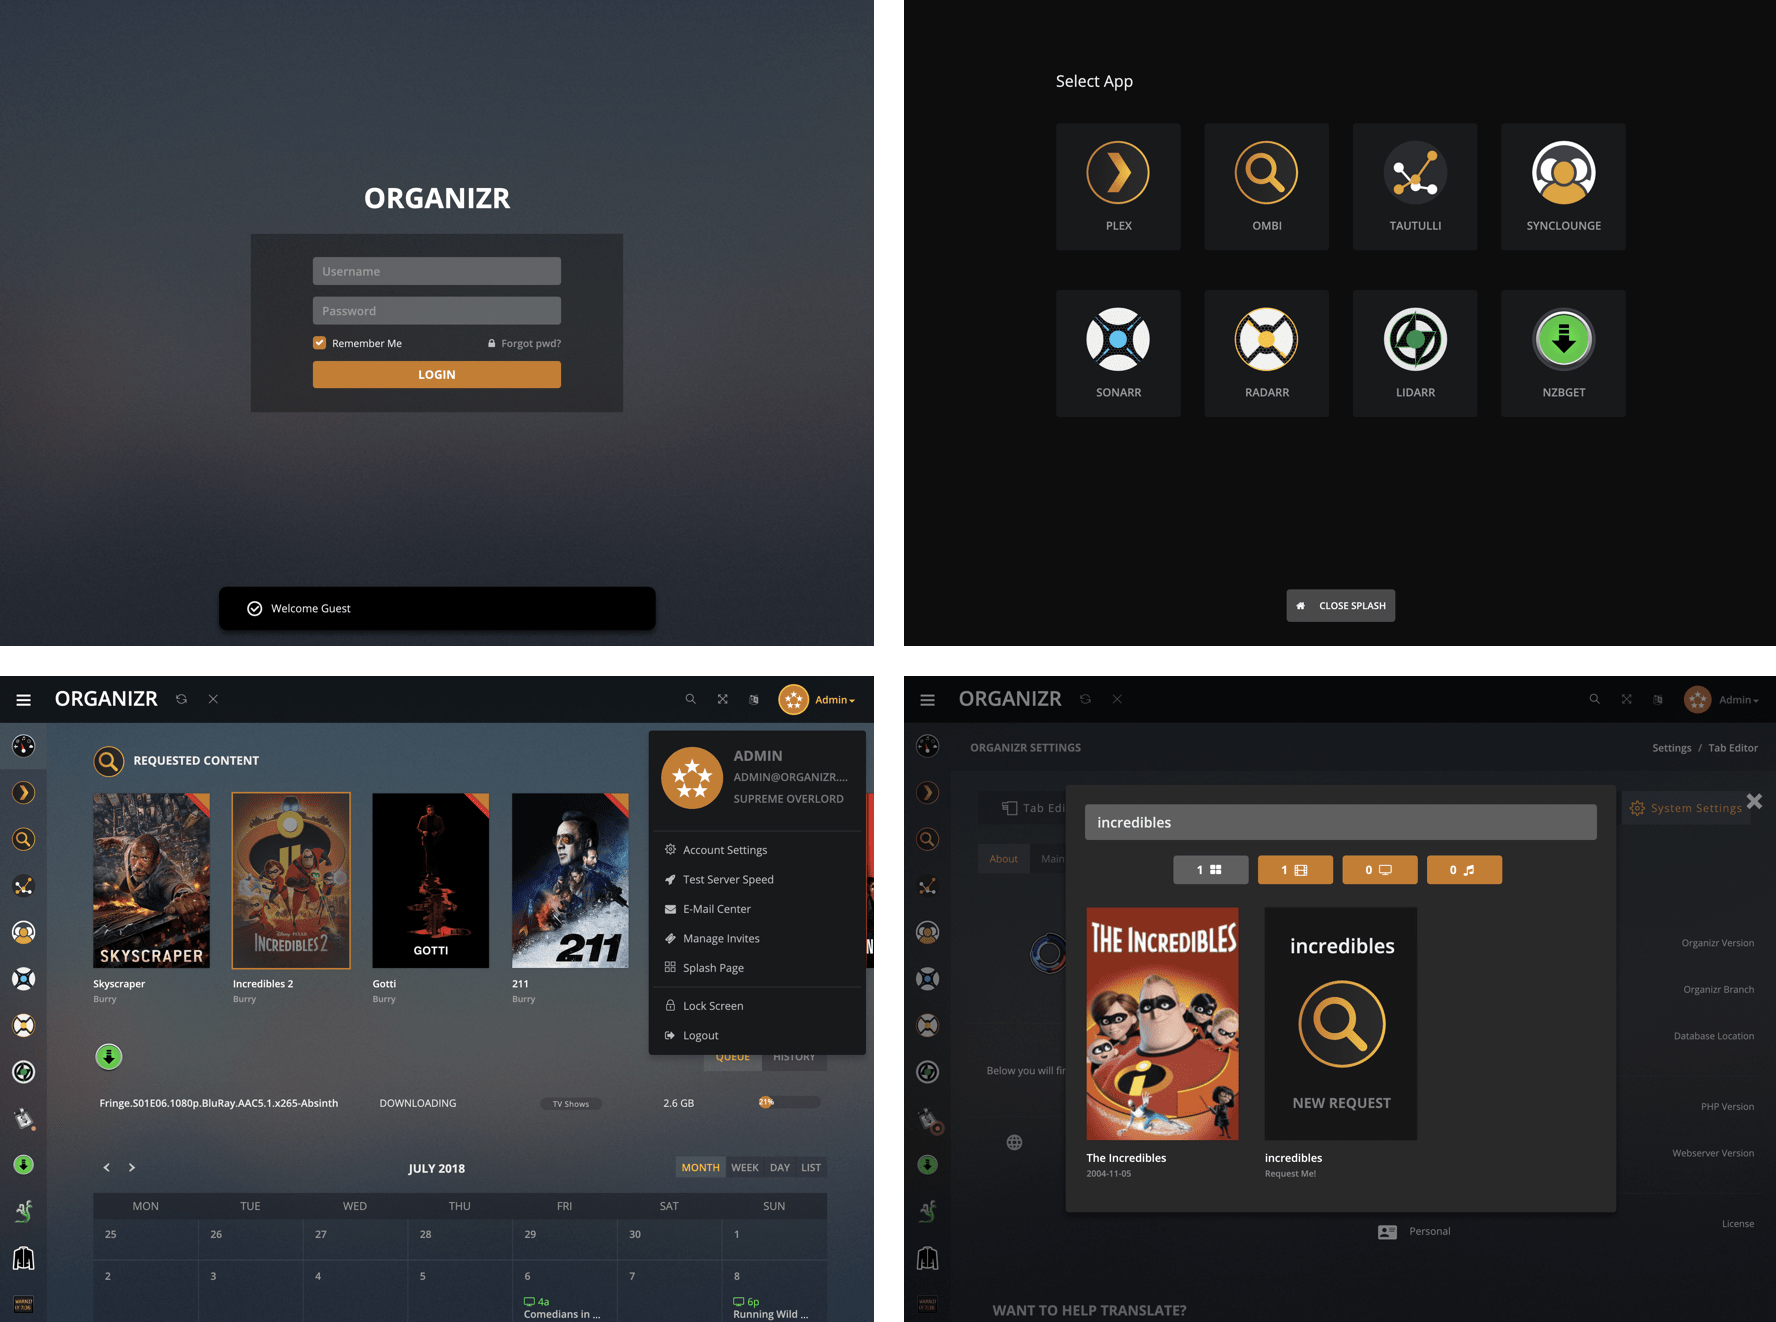 ORGANIZR
Username
Password
Remember Me
Forgot pwd?
LOGIN
Welcome Guest
Select App
PLEX
OMBI
TAUTULLI
SYNCLOUNGE
SONARR
RADARR
LIDARR
NZBGET
CLOSE SPLASH
ORGANIZR
Admin
REQUESTED CONTENT
ADMIN
ADMIN@ORGANIZR....
SUPREME OVERLORD
Account Settings
Test Server Speed
E-Mail Center
Manage Invites
Splash Page
Lock Screen
Logout
SKYSCRAPER
DISNEY PIXAR
INCREDIBLES 2
GOTTI
211
Skyscraper
Incredibles 2
Gotti
211
Burry
Burry
Burry
Burry
QUEUE
HISTORY
Fringe.S01E06.1080p.BluRay.AAC5.1.x265-Absinth
DOWNLOADING
TV Shows
2.6 GB
21%
JULY 2018
MONTH
WEEK
DAY
LIST
MON
TUE
WED
THU
FRI
SAT
SUN
25
26
27
28
29
30
1
2
3
4
5
6
7
8
4a
Comedians in ...
6p
Running Wild ...
ORGANIZR
Admin
ORGANIZR SETTINGS
Settings / Tab Editor
Tab Edi
System Settings
About
Main
incredibles
1
1
0
0
THE INCREDIBLES
incredibles
NEW REQUEST
The Incredibles
2004-11-05
incredibles
Request Me!
Organizr Version
Organizr Branch
Database Location
Below you will fi
PHP Version
Webserver Version
License
Personal
WANT TO HELP TRANSLATE?